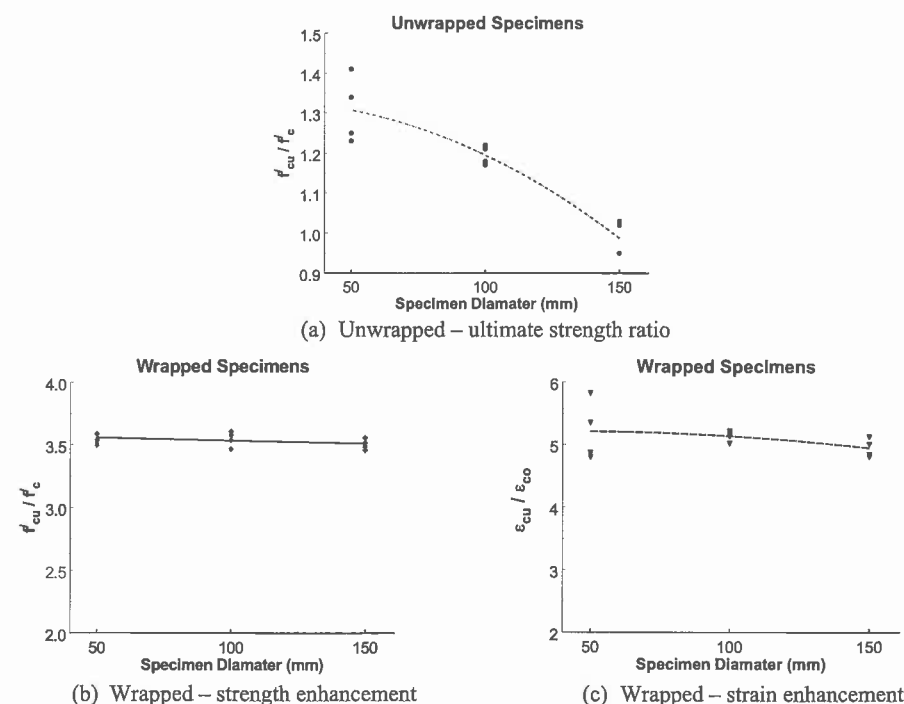 Unwrapped Specimens
1.5
1.4
1.3
1.2
1.1
1.0
0.9
f'cu / f'c
50 100 150
Specimen Diamater (mm)
(a) Unwrapped – ultimate strength ratio
Wrapped Specimens
4.0
3.5
3.0
2.5
2.0
f'cu / f'c
50 100 150
Specimen Diamater (mm)
(b) Wrapped – strength enhancement
Wrapped Specimens
6
5
4
3
2
εcu / εco
50 100 150
Specimen Diamater (mm)
(c) Wrapped – strain enhancement